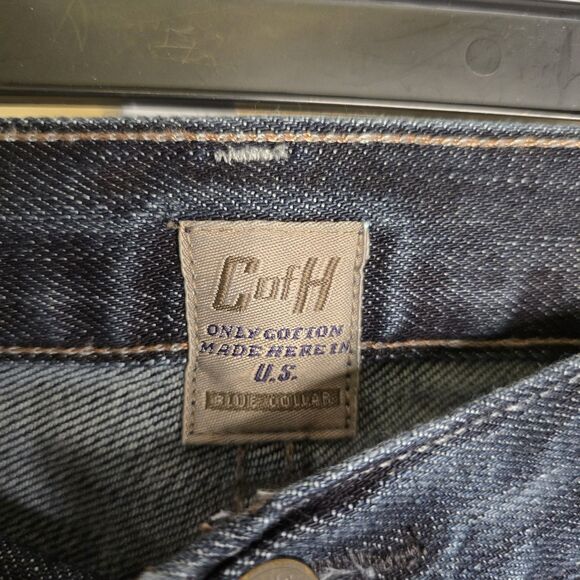 CofH
ONLY COTTON
MADE HERE IN
U.S.
BLUE COLLAR